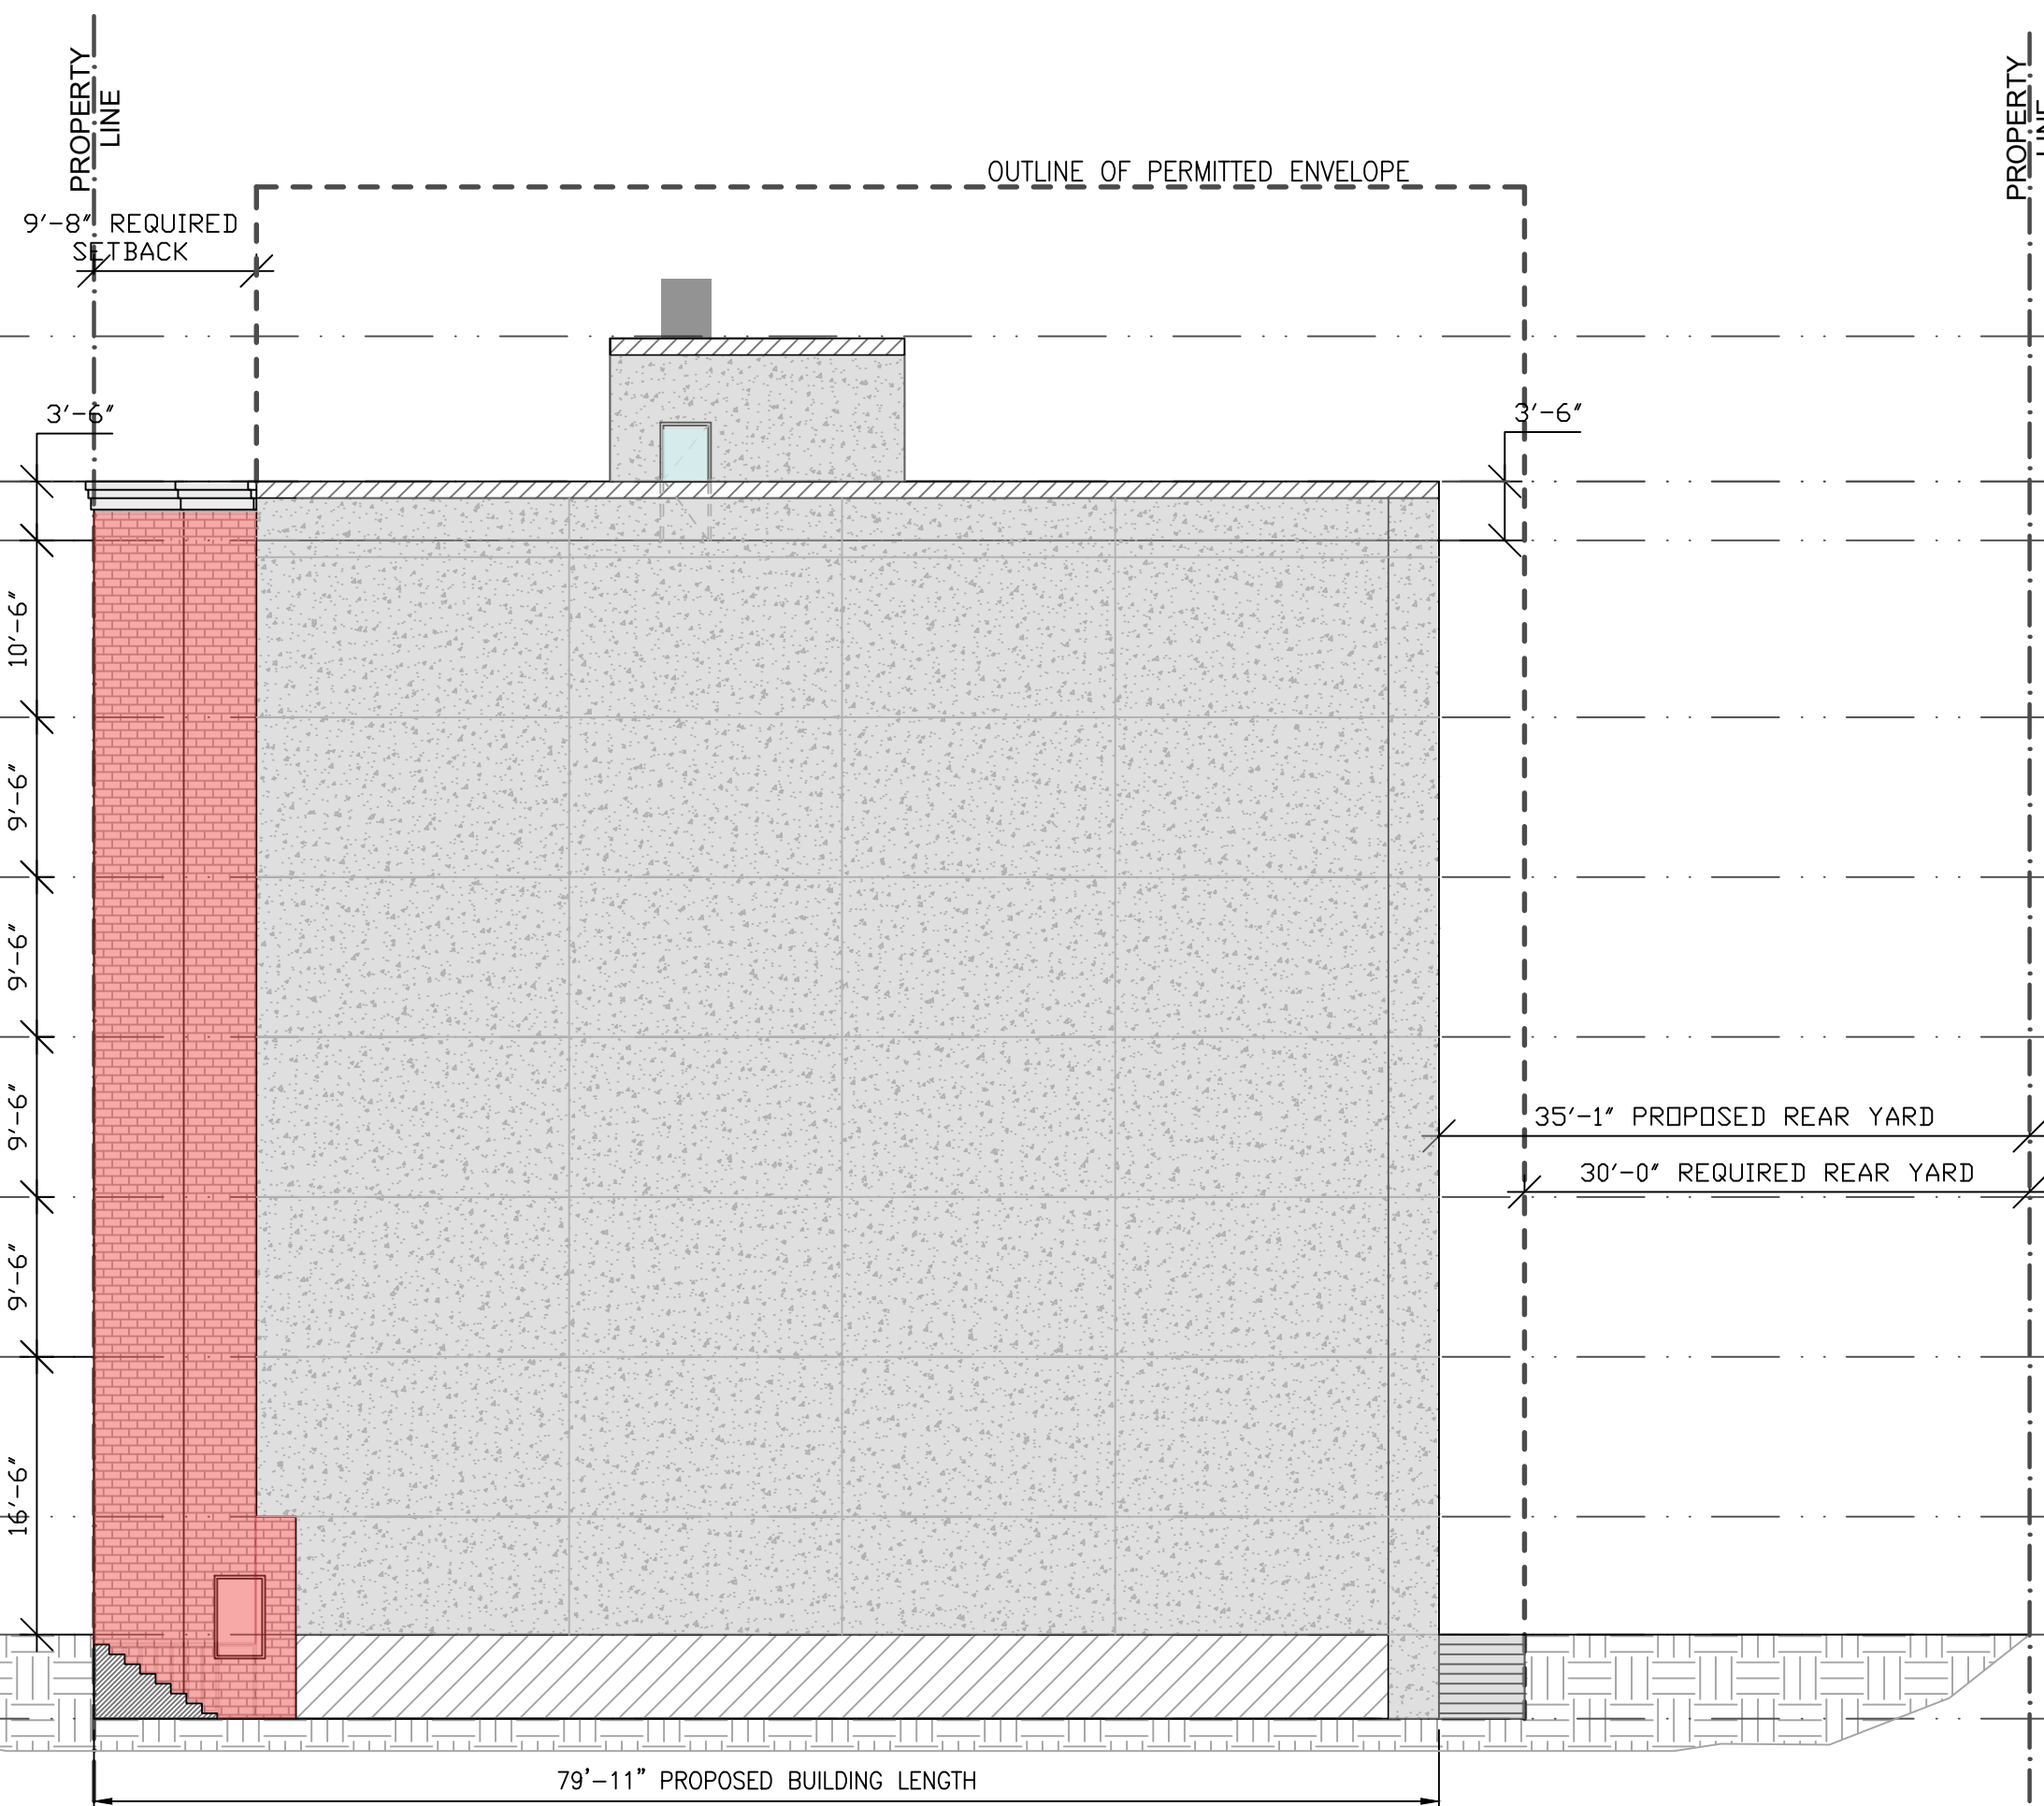 PROPERTY
LINE
PROPERTY
LINE
OUTLINE OF PERMITTED ENVELOPE
9'-8" REQUIRED
SETBACK
3'-6"
3'-6"
10'-6"
9'-6"
9'-6"
9'-6"
35'-1" PROPOSED REAR YARD
30'-0" REQUIRED REAR YARD
9'-6"
16'-6"
79'-11" PROPOSED BUILDING LENGTH